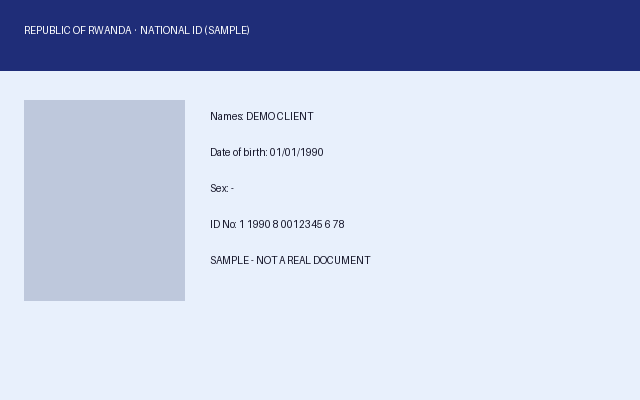 REPUBLIC OF RWANDA · NATIONAL ID (SAMPLE)
Names: DEMO CLIENT
Date of birth: 01/01/1990
Sex: -
ID No: 1 1990 8 0012345 6 78
SAMPLE - NOT A REAL DOCUMENT